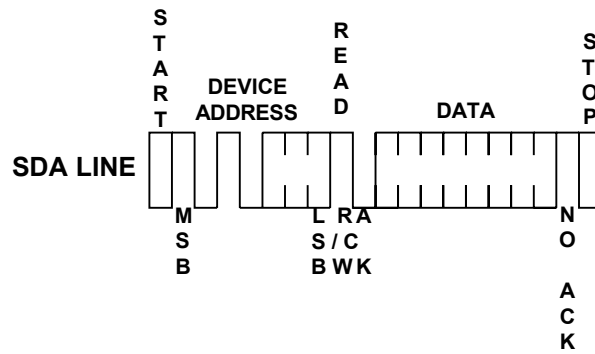 START
DEVICE
ADDRESS
READ
DATA
STOP
SDA LINE
MSB
LSB
R/W
ACK
NO ACK